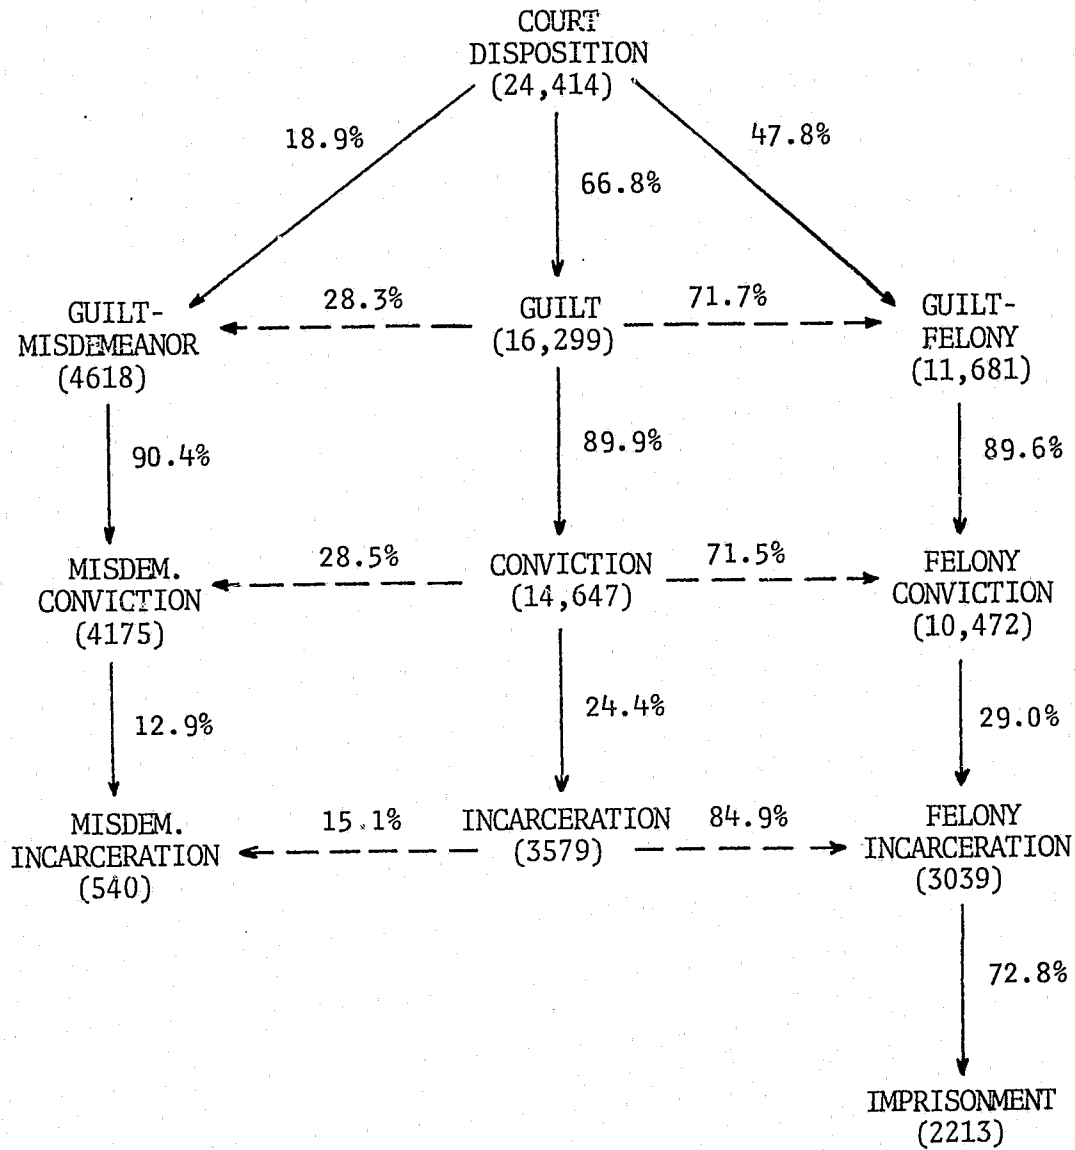 COURT
DISPOSITION
(24,414)
18.9%
66.8%
47.8%
GUILT-
MISDEMEANOR
(4618)
28.3%
GUILT
(16,299)
71.7%
GUILT-
FELONY
(11,681)
90.4%
89.9%
89.6%
MISDEM.
CONVICTION
(4175)
28.5%
CONVICTION
(14,647)
71.5%
FELONY
CONVICTION
(10,472)
12.9%
24.4%
29.0%
MISDEM.
INCARCERATION
(540)
15.1%
INCARCERATION
(3579)
84.9%
FELONY
INCARCERATION
(3039)
72.8%
IMPRISONMENT
(2213)